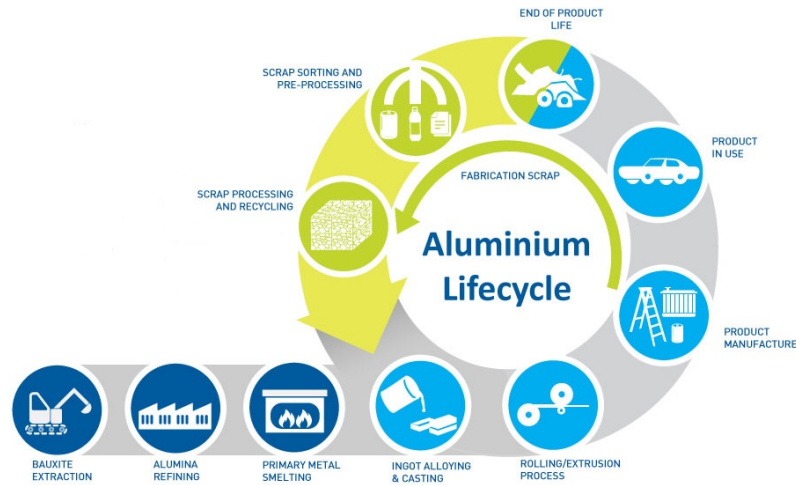 END OF PRODUCT
LIFE
SCRAP SORTING AND
PRE-PROCESSING
PRODUCT
IN USE
FABRICATION SCRAP
SCRAP PROCESSING
AND RECYCLING
Aluminium
Lifecycle
PRODUCT
MANUFACTURE
BAUXITE
EXTRACTION
ALUMINA
REFINING
PRIMARY METAL
SMELTING
INGOT ALLOYING
& CASTING
ROLLING/EXTRUSION
PROCESS